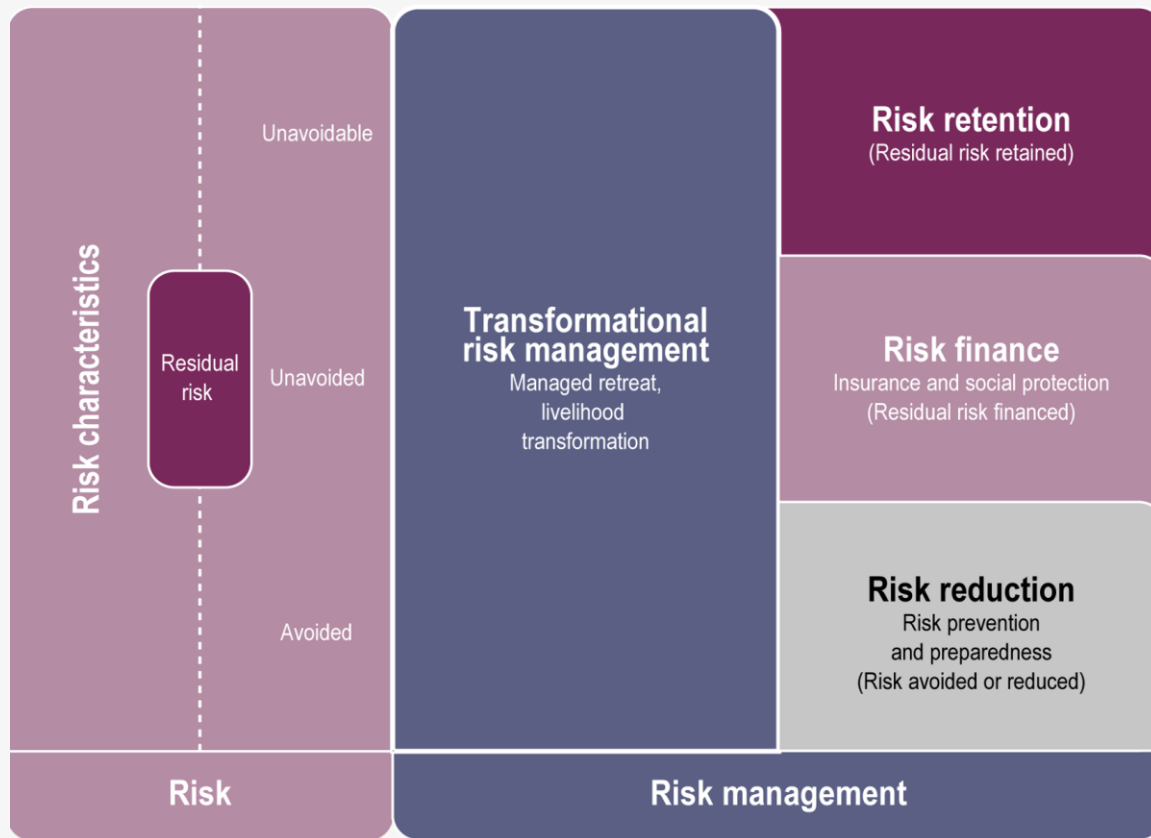 Risk characteristics
Residual
risk
Unavoidable
Unavoided
Avoided
Transformational
risk management
Managed retreat,
livelihood
transformation
Risk retention
(Residual risk retained)
Risk finance
Insurance and social protection
(Residual risk financed)
Risk reduction
Risk prevention
and preparedness
(Risk avoided or reduced)
Risk
Risk management